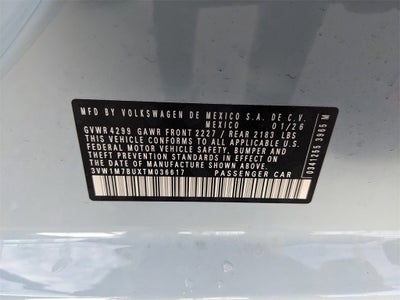 MFD BY VOLKSWAGEN DE MEXICO S.A. DE C.V.
MEXICO 01/26
GVWR 4299 GAWR FRONT 2227 / REAR 2183 LBS
THIS VEHICLE CONFORMS TO ALL APPLICABLE U.S.
FEDERAL MOTOR VEHICLE SAFETY, BUMPER AND
THEFT PREVENTION STANDARDS IN EFFECT ON
THE DATE OF MANUFACTURE SHOWN ABOVE.
3VW1M7BUXTM036617 PASSENGER CAR
0341255 3965 M